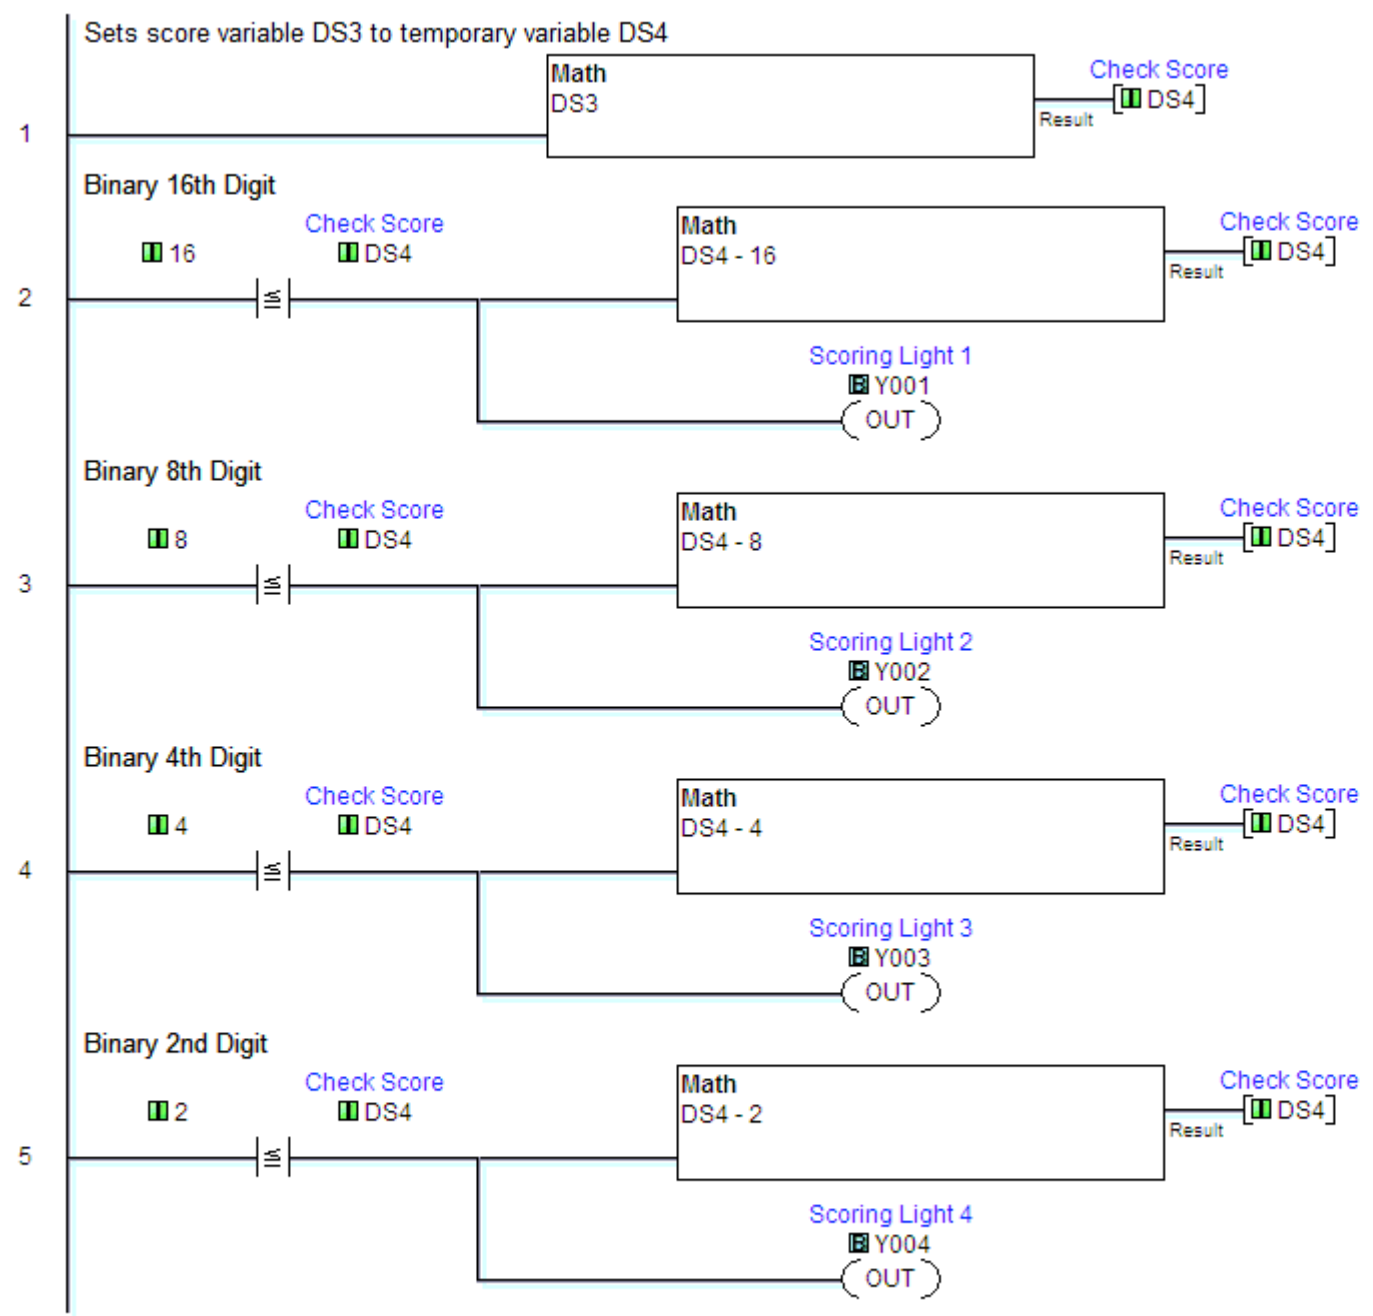 Sets score variable DS3 to temporary variable DS4
Math
DS3
Check Score
DS4
Result
1
Binary 16th Digit
16
Check Score
DS4
≤
Math
DS4 - 16
Check Score
DS4
Result
2
Scoring Light 1
Y001
OUT
Binary 8th Digit
8
Check Score
DS4
≤
Math
DS4 - 8
Check Score
DS4
Result
3
Scoring Light 2
Y002
OUT
Binary 4th Digit
4
Check Score
DS4
≤
Math
DS4 - 4
Check Score
DS4
Result
4
Scoring Light 3
Y003
OUT
Binary 2nd Digit
2
Check Score
DS4
≤
Math
DS4 - 2
Check Score
DS4
Result
5
Scoring Light 4
Y004
OUT